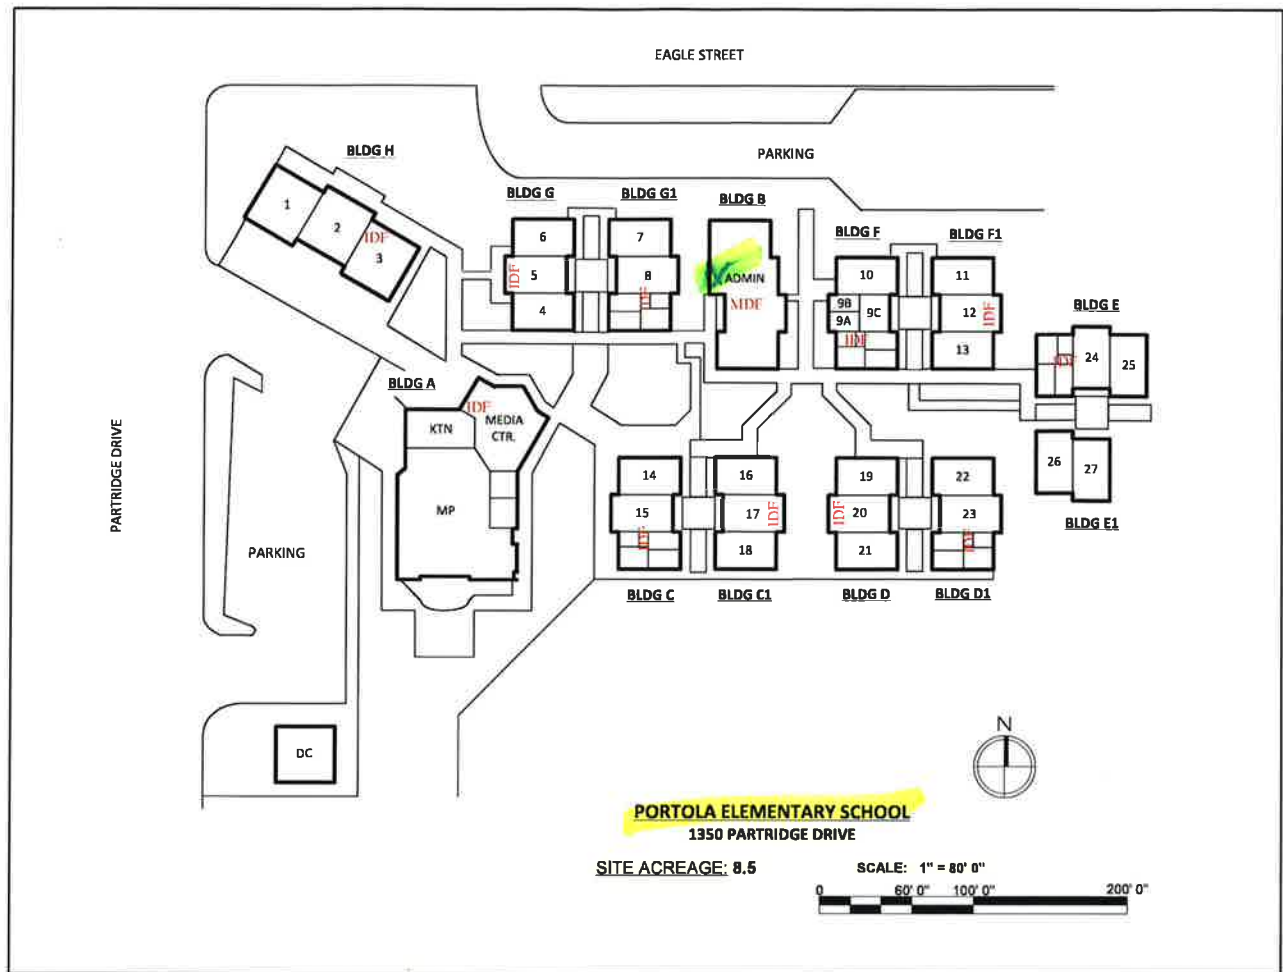 EAGLE STREET
PARKING
BLDG H
1
2
IDF
3
BLDG G
BLDG G1
BLDG B
6
7
IDF
5
8
4
IDF
ADMIN
MDF
BLDG F
BLDG F1
10
11
9B
9A
9C
12
IDF
IDF
13
BLDG E
IDF
24
25
26
27
BLDG E1
BLDG A
IDF
KTN
MEDIA
CTR.
MP
PARTRIDGE DRIVE
PARKING
14
16
15
17
IDF
IDF
18
BLDG C
BLDG C1
19
22
IDF
20
23
21
IDF
BLDG D
BLDG D1
DC
N
PORTOLA ELEMENTARY SCHOOL
1350 PARTRIDGE DRIVE
SITE ACREAGE: 8.5
SCALE: 1" = 80' 0"
0 60' 0" 100' 0" 200' 0"